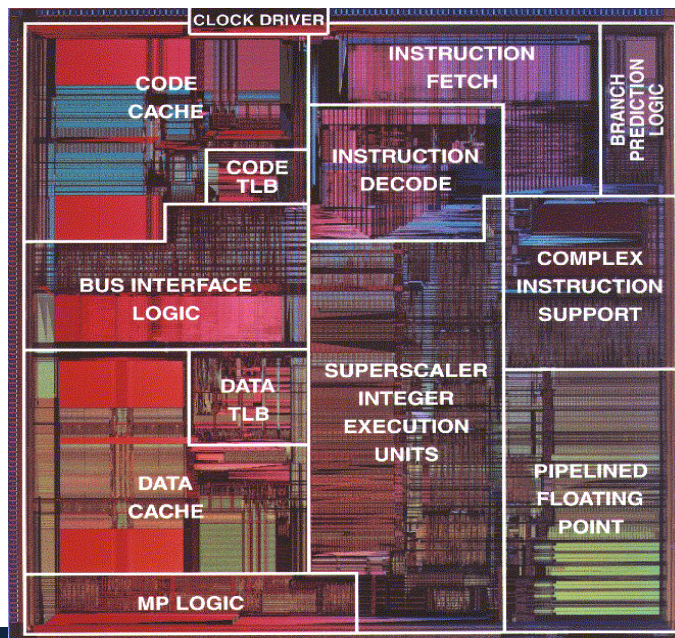 CLOCK DRIVER
CODE
CACHE
INSTRUCTION
FETCH
BRANCH
PREDICTION
LOGIC
CODE
TLB
INSTRUCTION
DECODE
BUS INTERFACE
LOGIC
COMPLEX
INSTRUCTION
SUPPORT
DATA
TLB
SUPERSCALER
INTEGER
EXECUTION
UNITS
DATA
CACHE
PIPELINED
FLOATING
POINT
MP LOGIC